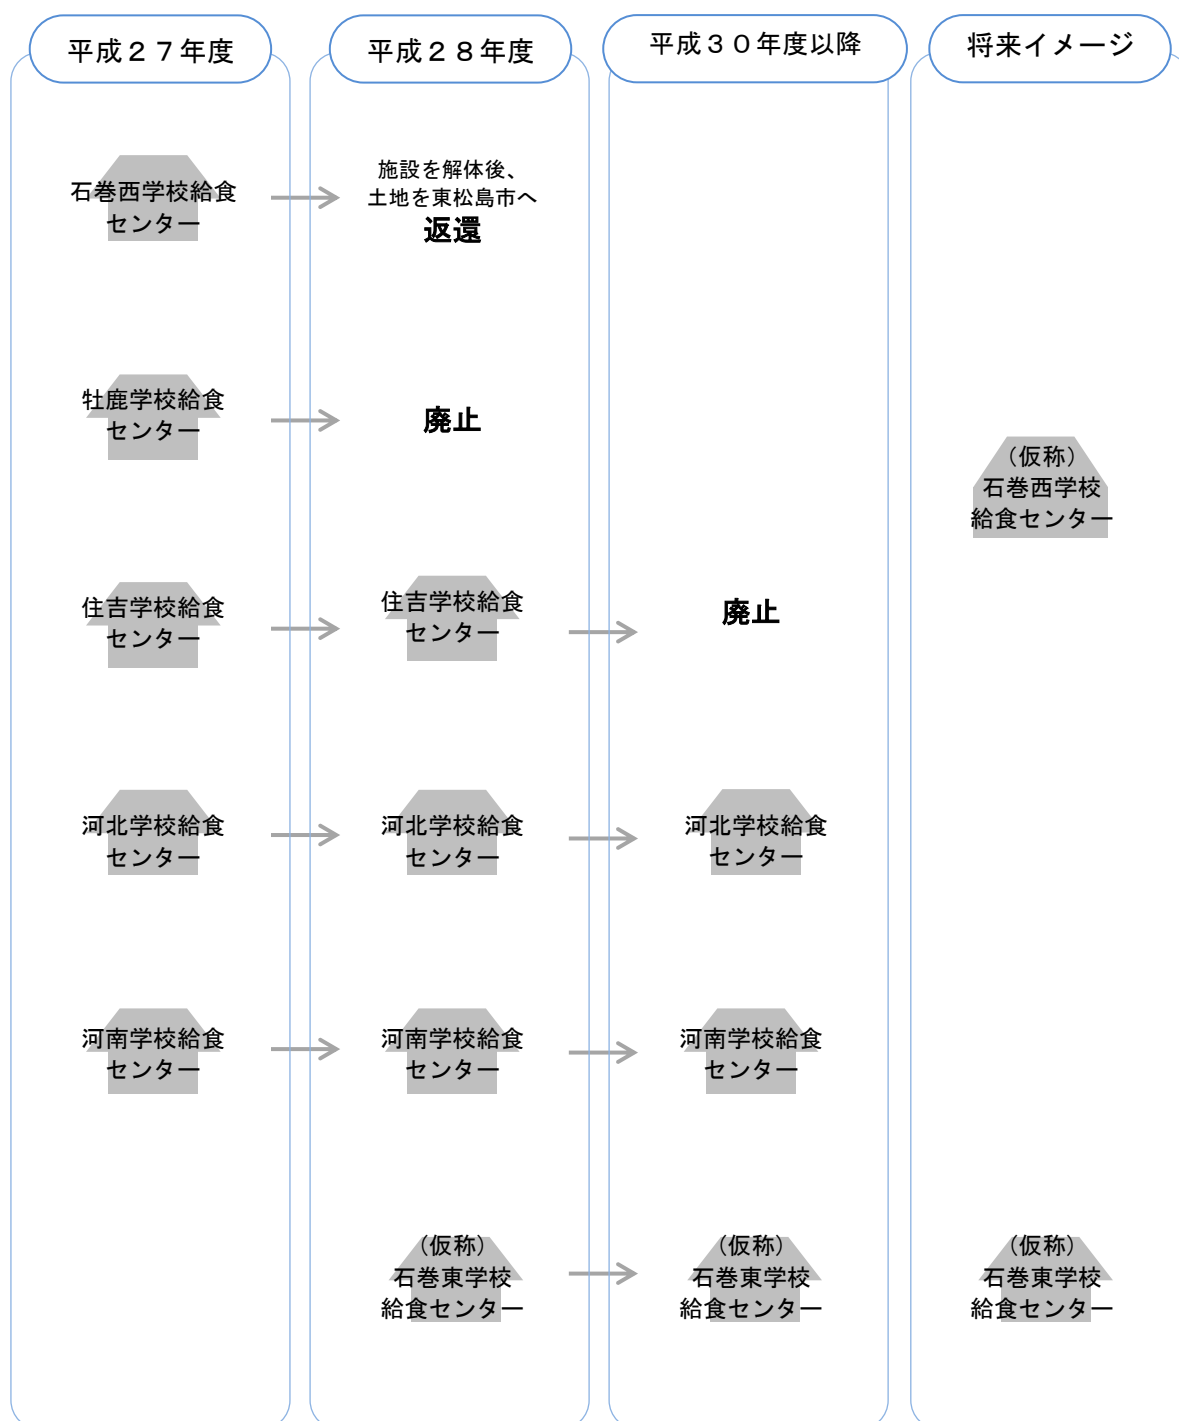 平成２７年度
平成２８年度
平成３０年度以降
将来イメージ
石巻西学校給食
センター
施設を解体後、
土地を東松島市へ
返還
牡鹿学校給食
センター
廃止
（仮称）
石巻西学校
給食センター
住吉学校給食
センター
住吉学校給食
センター
廃止
河北学校給食
センター
河北学校給食
センター
河北学校給食
センター
河南学校給食
センター
河南学校給食
センター
河南学校給食
センター
（仮称）
石巻東学校
給食センター
（仮称）
石巻東学校
給食センター
（仮称）
石巻東学校
給食センター